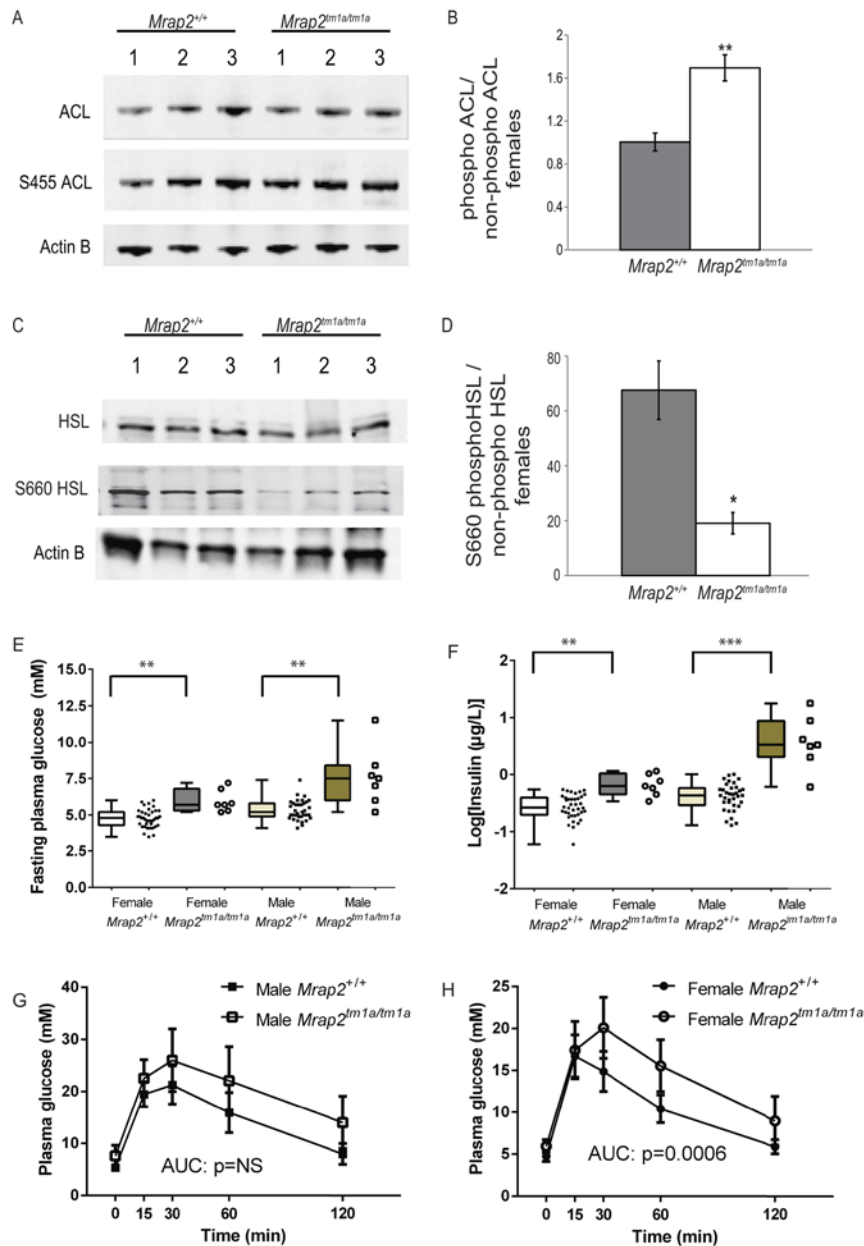 A
Mrap2+/+
Mrap2tm1a/tm1a
1 2 3 1 2 3
ACL
S455 ACL
Actin B
B
phospho ACL/
non-phospho ACL
females
2
1.6
1.2
0.8
0.4
0
**
Mrap2+/+ Mrap2tm1a/tm1a
C
Mrap2+/+
Mrap2tm1a/tm1a
1 2 3 1 2 3
HSL
S660 HSL
Actin B
D
S660 phosphoHSL /
non-phospho HSL
females
80
60
40
20
0
*
Mrap2+/+ Mrap2tm1a/tm1a
E
Fasting plasma glucose (mM)
15.0
12.5
10.0
7.5
5.0
2.5
0.0
** **
Female Female Male Male
Mrap2+/+ Mrap2tm1a/tm1a Mrap2+/+ Mrap2tm1a/tm1a
F
Log[Insulin (µg/L)]
2
1
-0
-1
-2
** ***
Female Female Male Male
Mrap2+/+ Mrap2tm1a/tm1a Mrap2+/+ Mrap2tm1a/tm1a
G
Male Mrap2+/+
Male Mrap2tm1a/tm1a
Plasma glucose (mM)
40
30
20
10
0
AUC: p=NS
0 15 30 60 120
Time (min)
H
Female Mrap2+/+
Female Mrap2tm1a/tm1a
Plasma glucose (mM)
25
20
15
10
5
0
AUC: p=0.0006
0 15 30 60 120
Time (min)